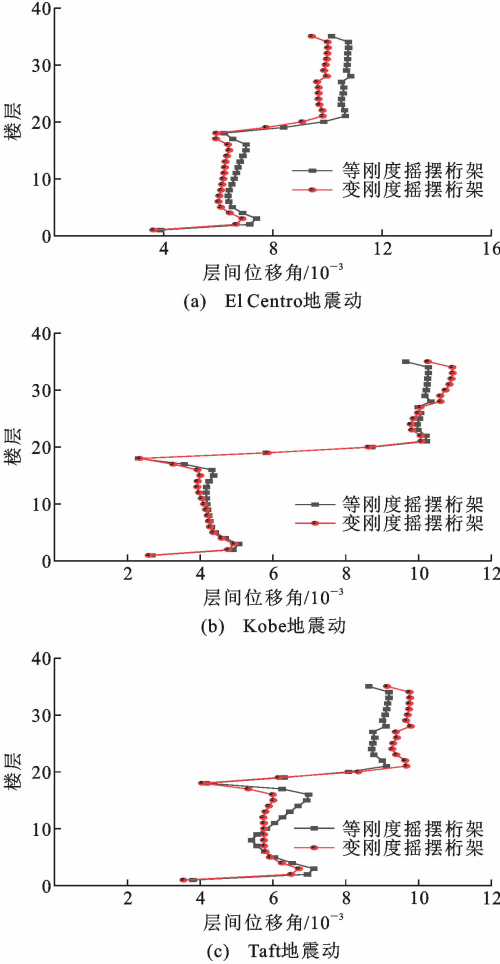 40
30
20
10
0
楼层
等刚度摇摆桁架
变刚度摇摆桁架
4 8 12 16
层间位移角/10⁻³
(a) El Centro地震动
40
30
20
10
0
楼层
等刚度摇摆桁架
变刚度摇摆桁架
2 4 6 8 10 12
层间位移角/10⁻³
(b) Kobe地震动
40
30
20
10
0
楼层
等刚度摇摆桁架
变刚度摇摆桁架
2 4 6 8 10 12
层间位移角/10⁻³
(c) Taft地震动